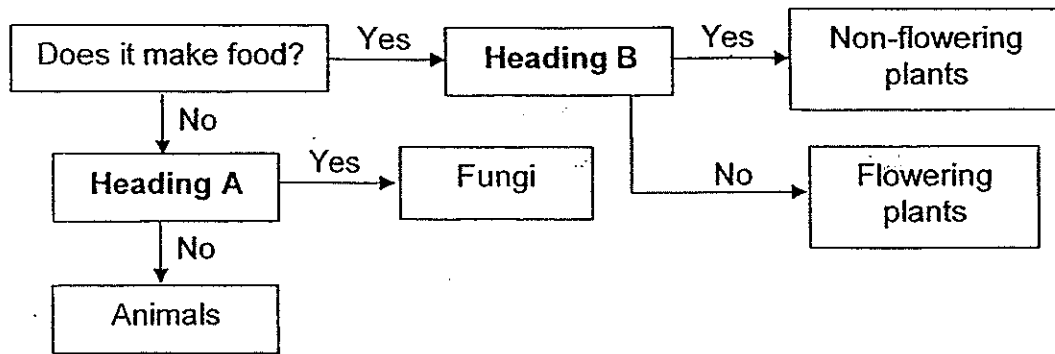 Does it make food?
Yes
Heading B
Yes
Non-flowering
plants
No
Heading A
Yes
Fungi
No
Flowering
plants
No
Animals